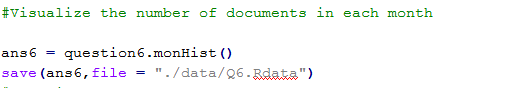 #Visualize the number of documents in each month
ans6 = question6.monHist()
save(ans6,file = "./data/Q6.Rdata")